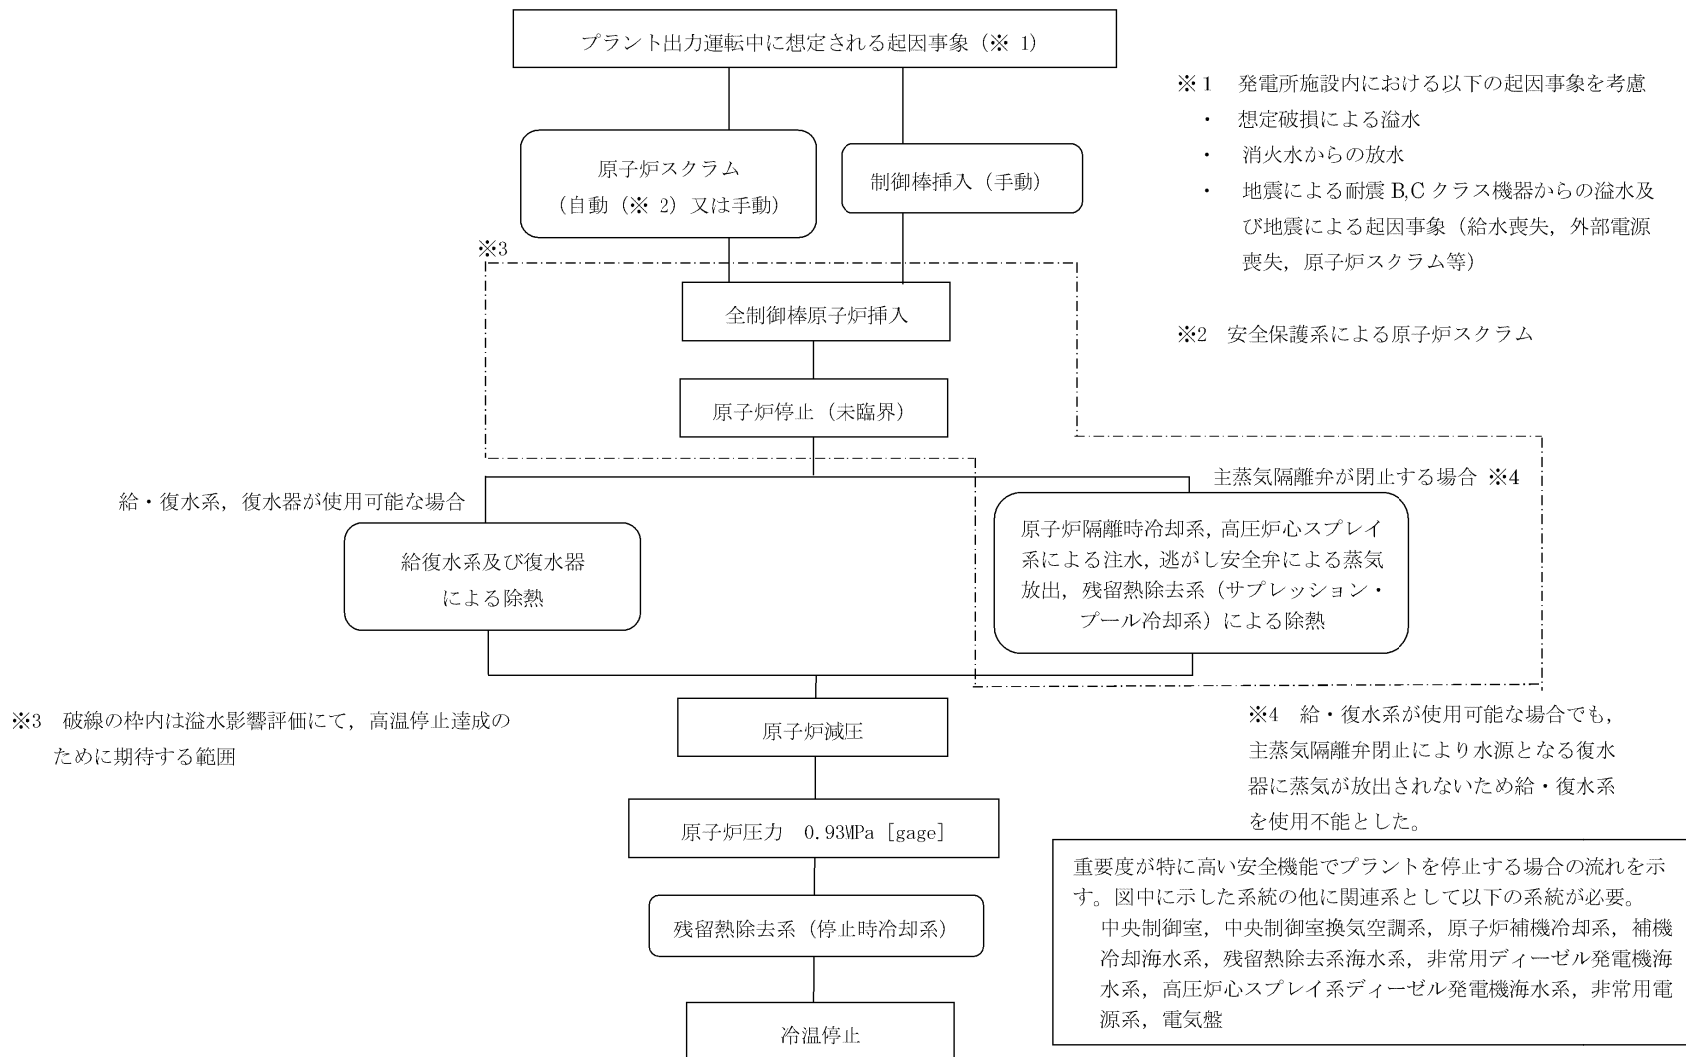 プラント出力運転中に想定される起因事象（※ 1）
※1　発電所施設内における以下の起因事象を考慮
・　想定破損による溢水
・　消火水からの放水
・　地震による耐震 B,C クラス機器からの溢水及
び地震による起因事象（給水喪失，外部電源
喪失，原子炉スクラム等）
※2　安全保護系による原子炉スクラム
原子炉スクラム
（自動（※ 2）又は手動）
制御棒挿入（手動）
※3
全制御棒原子炉挿入
原子炉停止（未臨界）
給・復水系，復水器が使用可能な場合
主蒸気隔離弁が閉止する場合 ※4
給復水系及び復水器
による除熱
原子炉隔離時冷却系，高圧炉心スプレイ
系による注水，逃がし安全弁による蒸気
放出，残留熱除去系（サプレッション・
プール冷却系）による除熱
※3　破線の枠内は溢水影響評価にて，高温停止達成の
ために期待する範囲
原子炉減圧
※4　給・復水系が使用可能な場合でも，
主蒸気隔離弁閉止により水源となる復水
器に蒸気が放出されないため給・復水系
を使用不能とした。
原子炉圧力　0.93MPa［gage］
残留熱除去系（停止時冷却系）
冷温停止
重要度が特に高い安全機能でプラントを停止する場合の流れを示
す。図中に示した系統の他に関連系として以下の系統が必要。
中央制御室，中央制御室換気空調系，原子炉補機冷却系，補機
冷却海水系，残留熱除去系海水系，非常用ディーゼル発電機海
水系，高圧炉心スプレイ系ディーゼル発電機海水系，非常用電
源系，電気盤